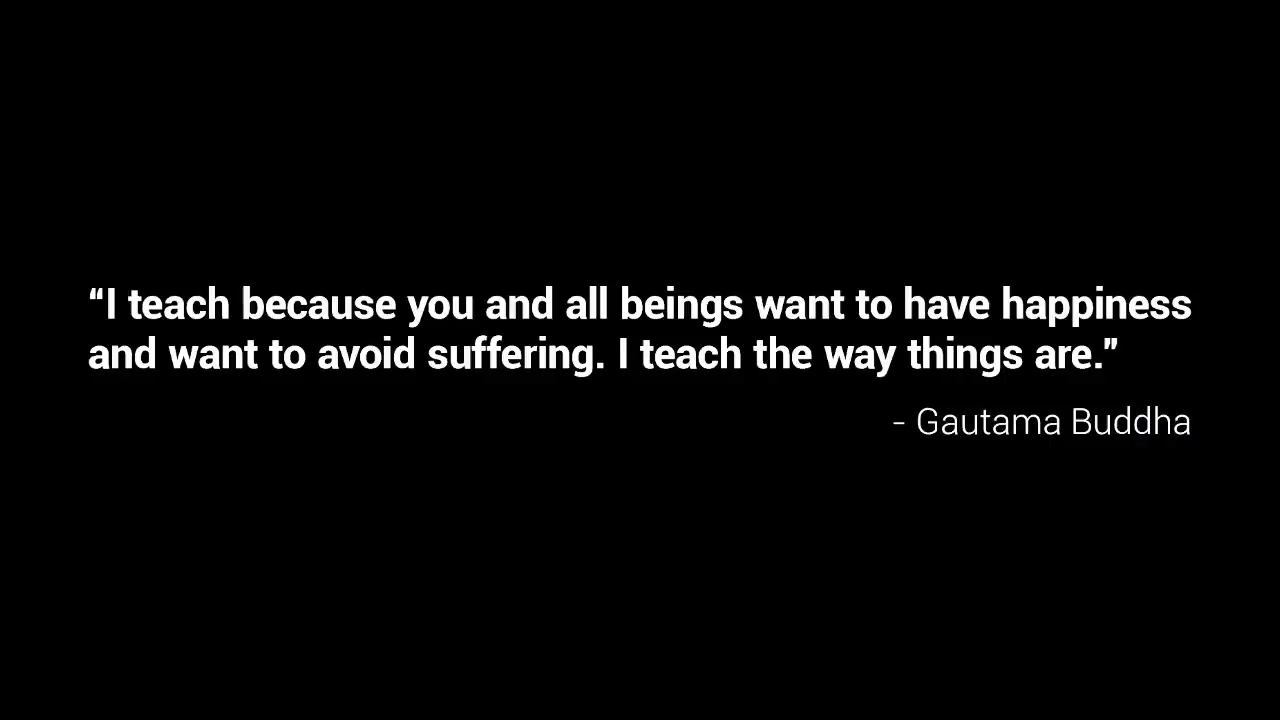 “I teach because you and all beings want to have happiness
and want to avoid suffering. I teach the way things are.”
- Gautama Buddha